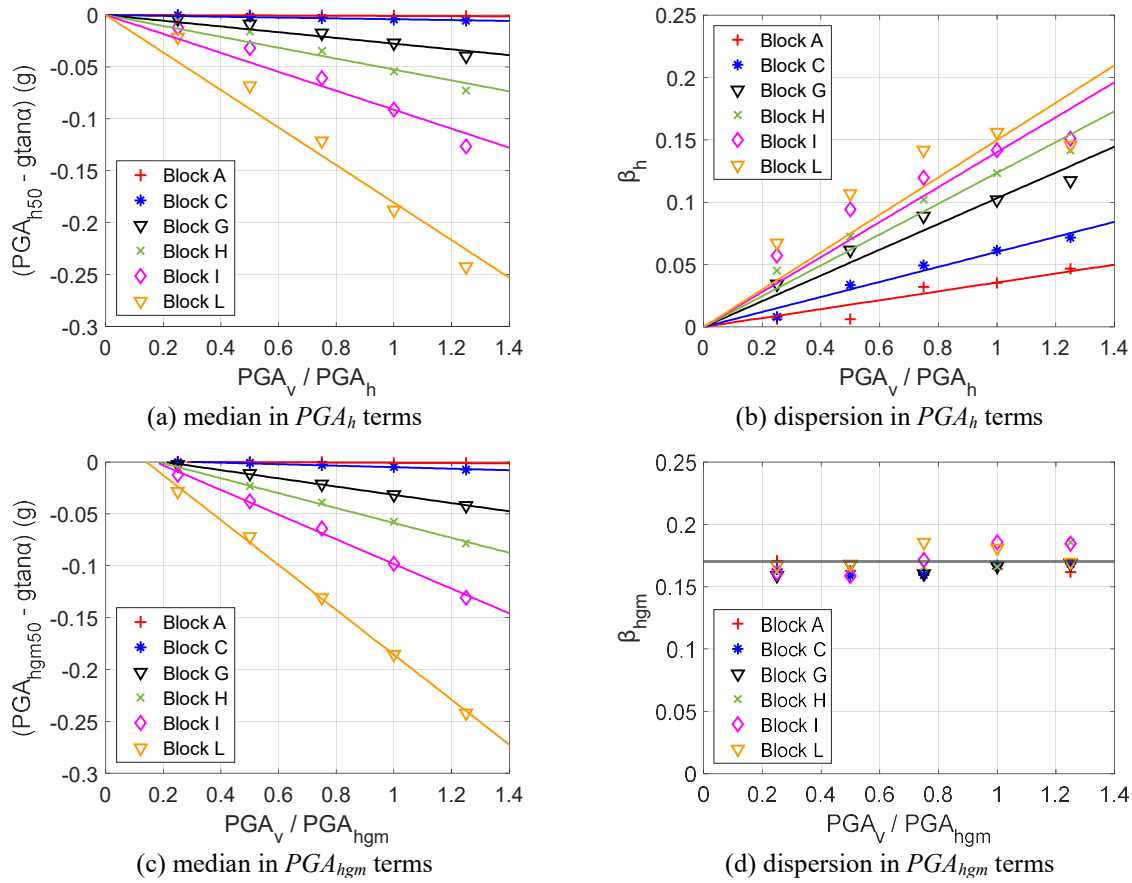 0
-0.05
-0.1
-0.15
-0.2
-0.25
-0.3
(PGA_h50 - gtanα) (g)
Block A
Block C
Block G
Block H
Block I
Block L
0 0.2 0.4 0.6 0.8 1 1.2 1.4
PGA_v / PGA_h
(a) median in PGA_h terms
0.25
0.2
0.15
0.1
0.05
0
β_h
Block A
Block C
Block G
Block H
Block I
Block L
0 0.2 0.4 0.6 0.8 1 1.2 1.4
PGA_v / PGA_h
(b) dispersion in PGA_h terms
0
-0.05
-0.1
-0.15
-0.2
-0.25
-0.3
(PGA_hgm50 - gtanα) (g)
Block A
Block C
Block G
Block H
Block I
Block L
0 0.2 0.4 0.6 0.8 1 1.2 1.4
PGA_v / PGA_hgm
(c) median in PGA_hgm terms
0.25
0.2
0.15
0.1
0.05
0
β_hgm
Block A
Block C
Block G
Block H
Block I
Block L
0 0.2 0.4 0.6 0.8 1 1.2 1.4
PGA_v / PGA_hgm
(d) dispersion in PGA_hgm terms